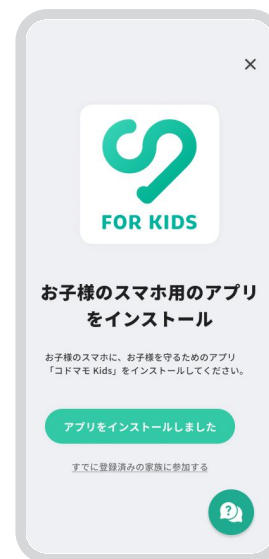 FOR KIDS
お子様のスマホ用のアプリ
をインストール
お子様のスマホに、お子様を守るためのアプリ
「コドマモ Kids」をインストールしてください。
アプリをインストールしました
すでに登録済みの家族に参加する